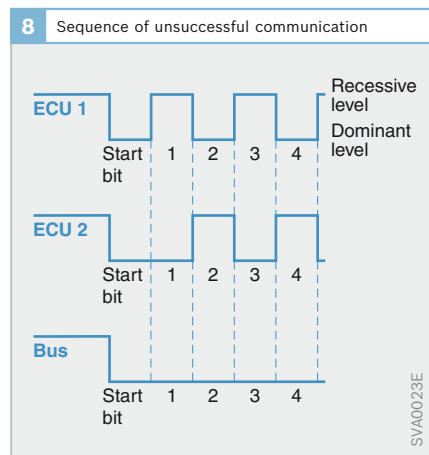 8 Sequence of unsuccessful communication
ECU 1
Recessive
level
Dominant
level
Start
bit
1 2 3 4
ECU 2
Start
bit
1 2 3 4
Bus
Start
bit
1 2 3 4
SVA0023E